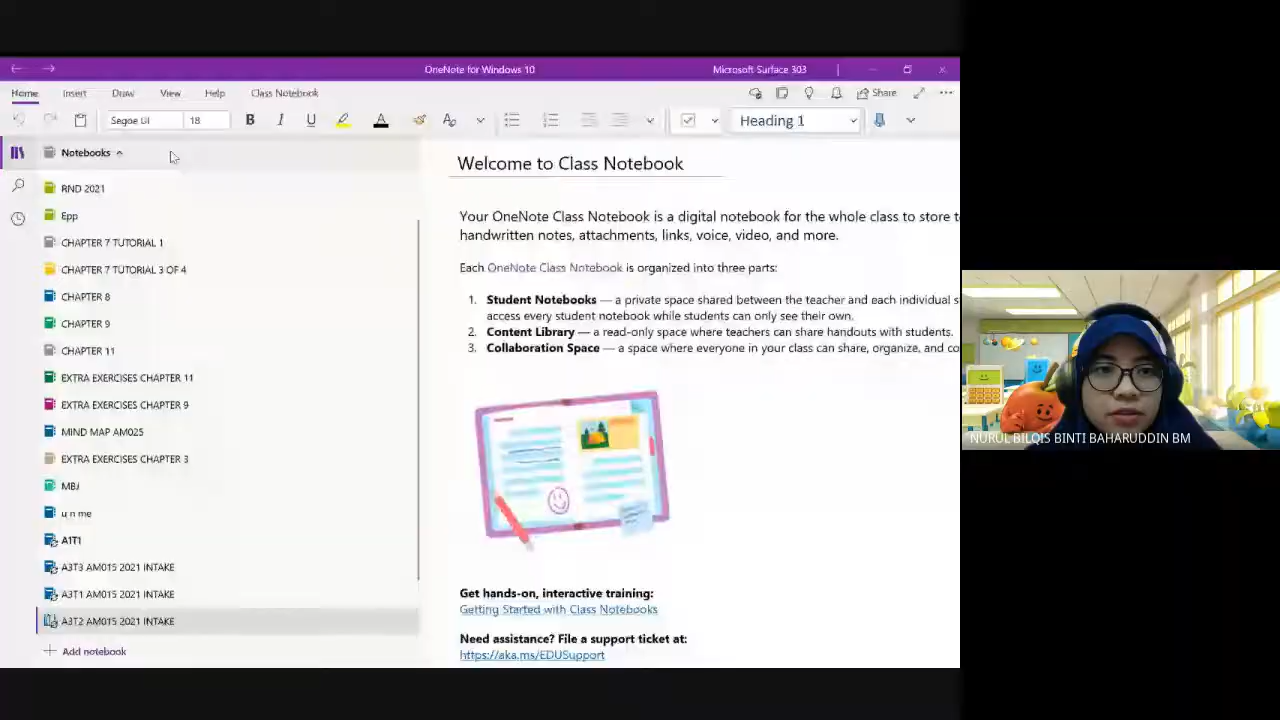 OneNote for Windows 10
Microsoft Surface 303
Home Insert Draw View Help Class Notebook
Share
Segoe UI 18 B I U A Heading 1
Notebooks
RND 2021
Epp
CHAPTER 7 TUTORIAL 1
CHAPTER 7 TUTORIAL 3 OF 4
CHAPTER 8
CHAPTER 9
CHAPTER 11
EXTRA EXERCISES CHAPTER 11
EXTRA EXERCISES CHAPTER 9
MIND MAP AM025
EXTRA EXERCISES CHAPTER 3
MBJ
u n me
A1T1
A3T3 AM015 2021 INTAKE
A3T1 AM015 2021 INTAKE
A3T2 AM015 2021 INTAKE
Add notebook
Welcome to Class Notebook
Your OneNote Class Notebook is a digital notebook for the whole class to store t
handwritten notes, attachments, links, voice, video, and more.
Each OneNote Class Notebook is organized into three parts:
1. Student Notebooks — a private space shared between the teacher and each individual s
access every student notebook while students can only see their own.
2. Content Library — a read-only space where teachers can share handouts with students.
3. Collaboration Space — a space where everyone in your class can share, organize, and co
Get hands-on, interactive training:
Getting Started with Class Notebooks
Need assistance? File a support ticket at:
https://aka.ms/EDUSupport
NURUL BILQIS BINTI BAHARUDDIN BM